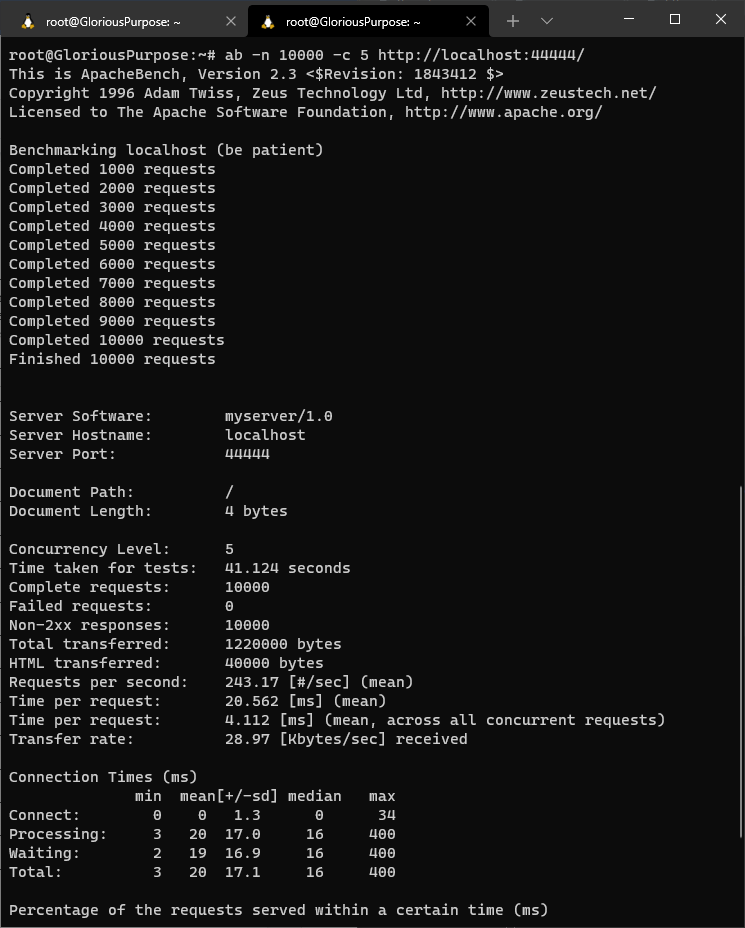 root@GloriousPurpose: ~
root@GloriousPurpose: ~
root@GloriousPurpose:~# ab -n 10000 -c 5 http://localhost:44444/
This is ApacheBench, Version 2.3 <$Revision: 1843412 $>
Copyright 1996 Adam Twiss, Zeus Technology Ltd, http://www.zeustech.net/
Licensed to The Apache Software Foundation, http://www.apache.org/

Benchmarking localhost (be patient)
Completed 1000 requests
Completed 2000 requests
Completed 3000 requests
Completed 4000 requests
Completed 5000 requests
Completed 6000 requests
Completed 7000 requests
Completed 8000 requests
Completed 9000 requests
Completed 10000 requests
Finished 10000 requests


Server Software:        myserver/1.0
Server Hostname:        localhost
Server Port:            44444

Document Path:          /
Document Length:        4 bytes

Concurrency Level:      5
Time taken for tests:   41.124 seconds
Complete requests:      10000
Failed requests:        0
Non-2xx responses:      10000
Total transferred:      1220000 bytes
HTML transferred:       40000 bytes
Requests per second:    243.17 [#/sec] (mean)
Time per request:       20.562 [ms] (mean)
Time per request:       4.112 [ms] (mean, across all concurrent requests)
Transfer rate:          28.97 [Kbytes/sec] received

Connection Times (ms)
              min  mean[+/-sd] median   max
Connect:        0    0   1.3      0      34
Processing:     3   20  17.0     16     400
Waiting:        2   19  16.9     16     400
Total:          3   20  17.1     16     400

Percentage of the requests served within a certain time (ms)